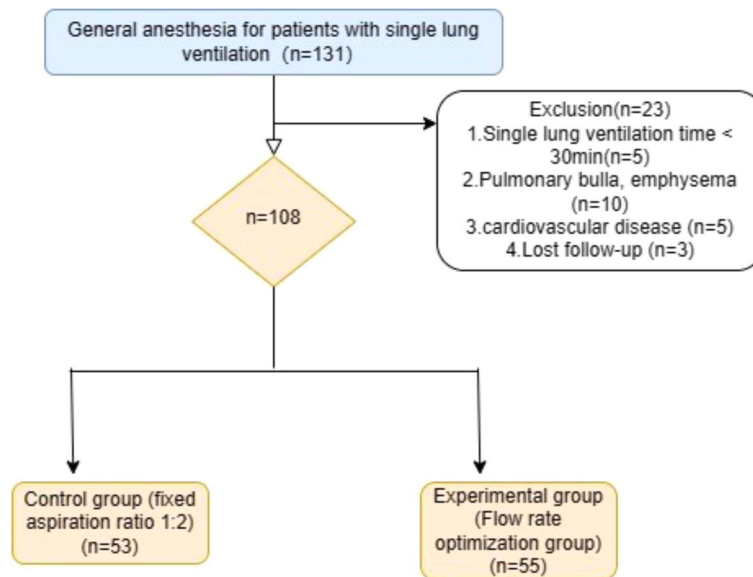 General anesthesia for patients with single lung
ventilation (n=131)
Exclusion(n=23)
1.Single lung ventilation time <
30min(n=5)
2.Pulmonary bulla, emphysema
(n=10)
3.cardiovascular disease (n=5)
4.Lost follow-up (n=3)
n=108
Control group (fixed
aspiration ratio 1:2)
(n=53)
Experimental group
(Flow rate
optimization group)
(n=55)